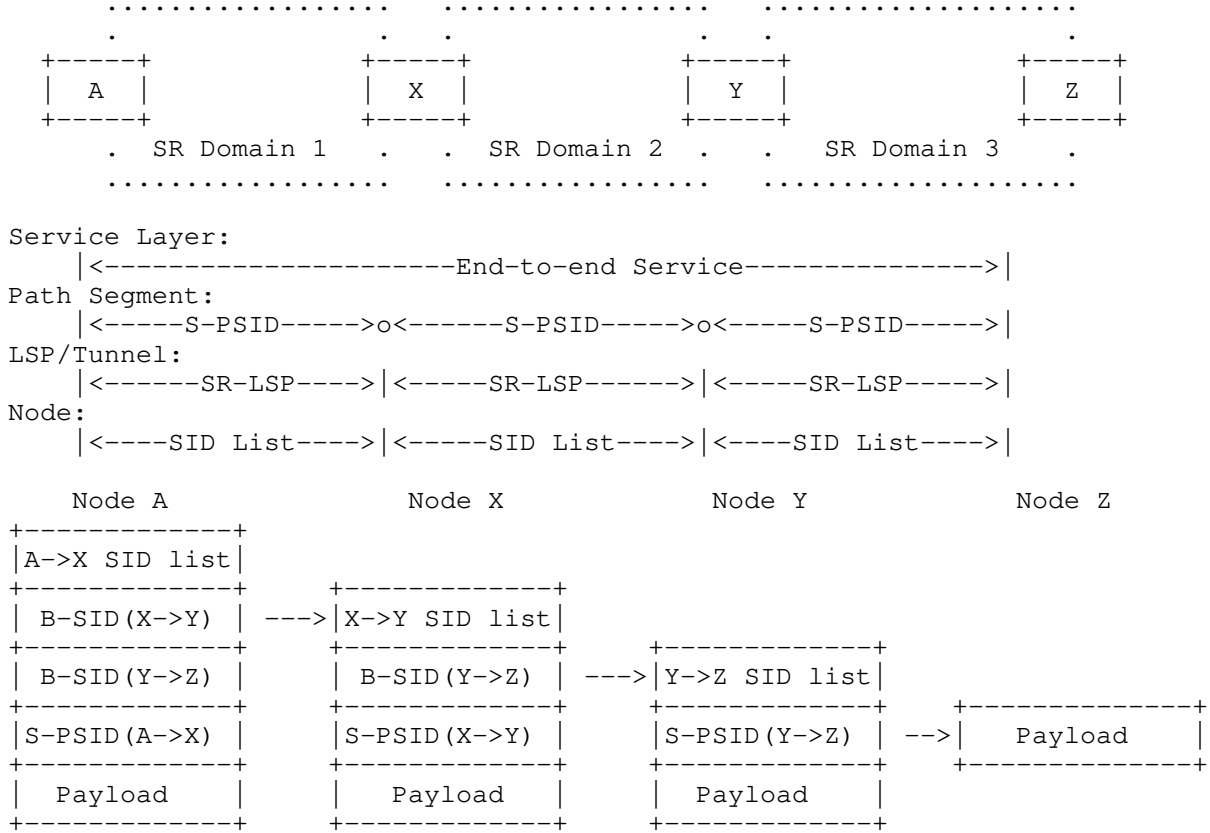 A X Y Z
SR Domain 1 SR Domain 2 SR Domain 3
Service Layer:
|<----------------------End-to-end Service--------------->|
Path Segment:
|<-----S-PSID----->o<------S-PSID----->o<-----S-PSID----->|
LSP/Tunnel:
|<------SR-LSP---->|<-----SR-LSP------>|<-----SR-LSP----->|
Node:
|<----SID List---->|<-----SID List---->|<----SID List---->|
Node A Node X Node Y Node Z
A->X SID list
B-SID(X->Y) --->|X->Y SID list
B-SID(Y->Z) B-SID(Y->Z) --->|Y->Z SID list
S-PSID(A->X) S-PSID(X->Y) S-PSID(Y->Z) -->| Payload
Payload Payload Payload